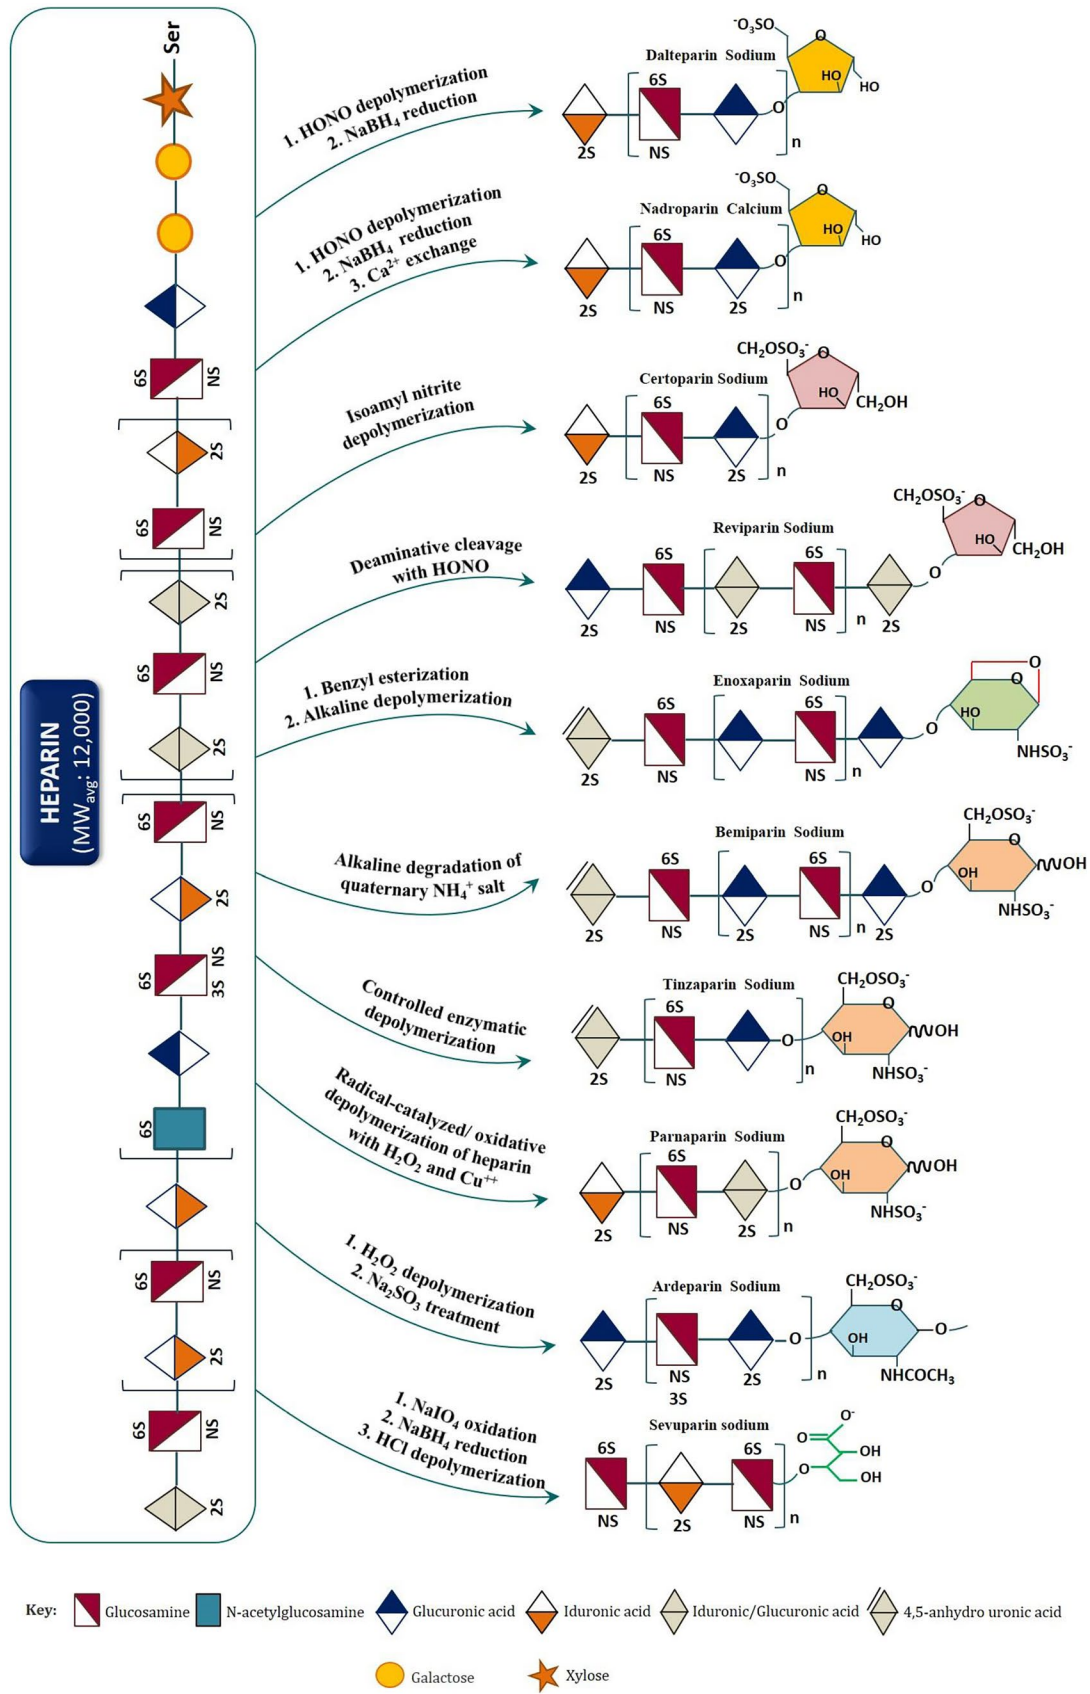 Ser
6S
NS
2S
6S
NS
2S
6S
NS
2S
6S
NS
2S
6S
NS
3S
6S
6S
NS
2S
6S
NS
2S
HEPARIN
(MWavg: 12,000)
1. HONO depolymerization
2. NaBH4 reduction
Dalteparin Sodium
⁻O3SO
O
HO
HO
O
6S
NS
2S
n
1. HONO depolymerization
2. NaBH4 reduction
3. Ca²⁺ exchange
Nadroparin Calcium
⁻O3SO
O
HO
HO
O
6S
NS
2S
2S
n
Isoamyl nitrite
depolymerization
Certoparin Sodium
CH2OSO3⁻
O
HO
CH2OH
O
6S
2S
NS
2S
n
Deaminative cleavage
with HONO
Reviparin Sodium
CH2OSO3⁻
O
HO
CH2OH
O
6S
6S
2S
NS
2S
NS
n
2S
1. Benzyl esterization
2. Alkaline depolymerization
Enoxaparin Sodium
O
O
HO
O
NHSO3⁻
6S
6S
2S
NS
NS
n
Alkaline degradation of
quaternary NH4⁺ salt
Bemiparin Sodium
CH2OSO3⁻
O
OH
OH
O
NHSO3⁻
6S
6S
2S
NS
2S
NS
n
2S
Controlled enzymatic
depolymerization
Tinzaparin Sodium
CH2OSO3⁻
O
OH
OH
O
NHSO3⁻
6S
2S
NS
n
Radical-catalyzed/ oxidative
depolymerization of heparin
with H2O2 and Cu⁺⁺
Parnaparin Sodium
CH2OSO3⁻
O
OH
OH
O
NHSO3⁻
6S
2S
NS
2S
n
1. H2O2 depolymerization
2. Na2SO3 treatment
Ardeparin Sodium
CH2OSO3⁻
O
O
OH
O
NHCOCH3
6S
2S
NS
3S
2S
n
1. NaIO4 oxidation
2. NaBH4 reduction
3. HCl depolymerization
Sevuparin sodium
O⁻
O
OH
OH
O
6S
6S
NS
2S
NS
n
Key:
Glucosamine
N-acetylglucosamine
Glucuronic acid
Iduronic acid
Iduronic/Glucuronic acid
4,5-anhydro uronic acid
Galactose
Xylose